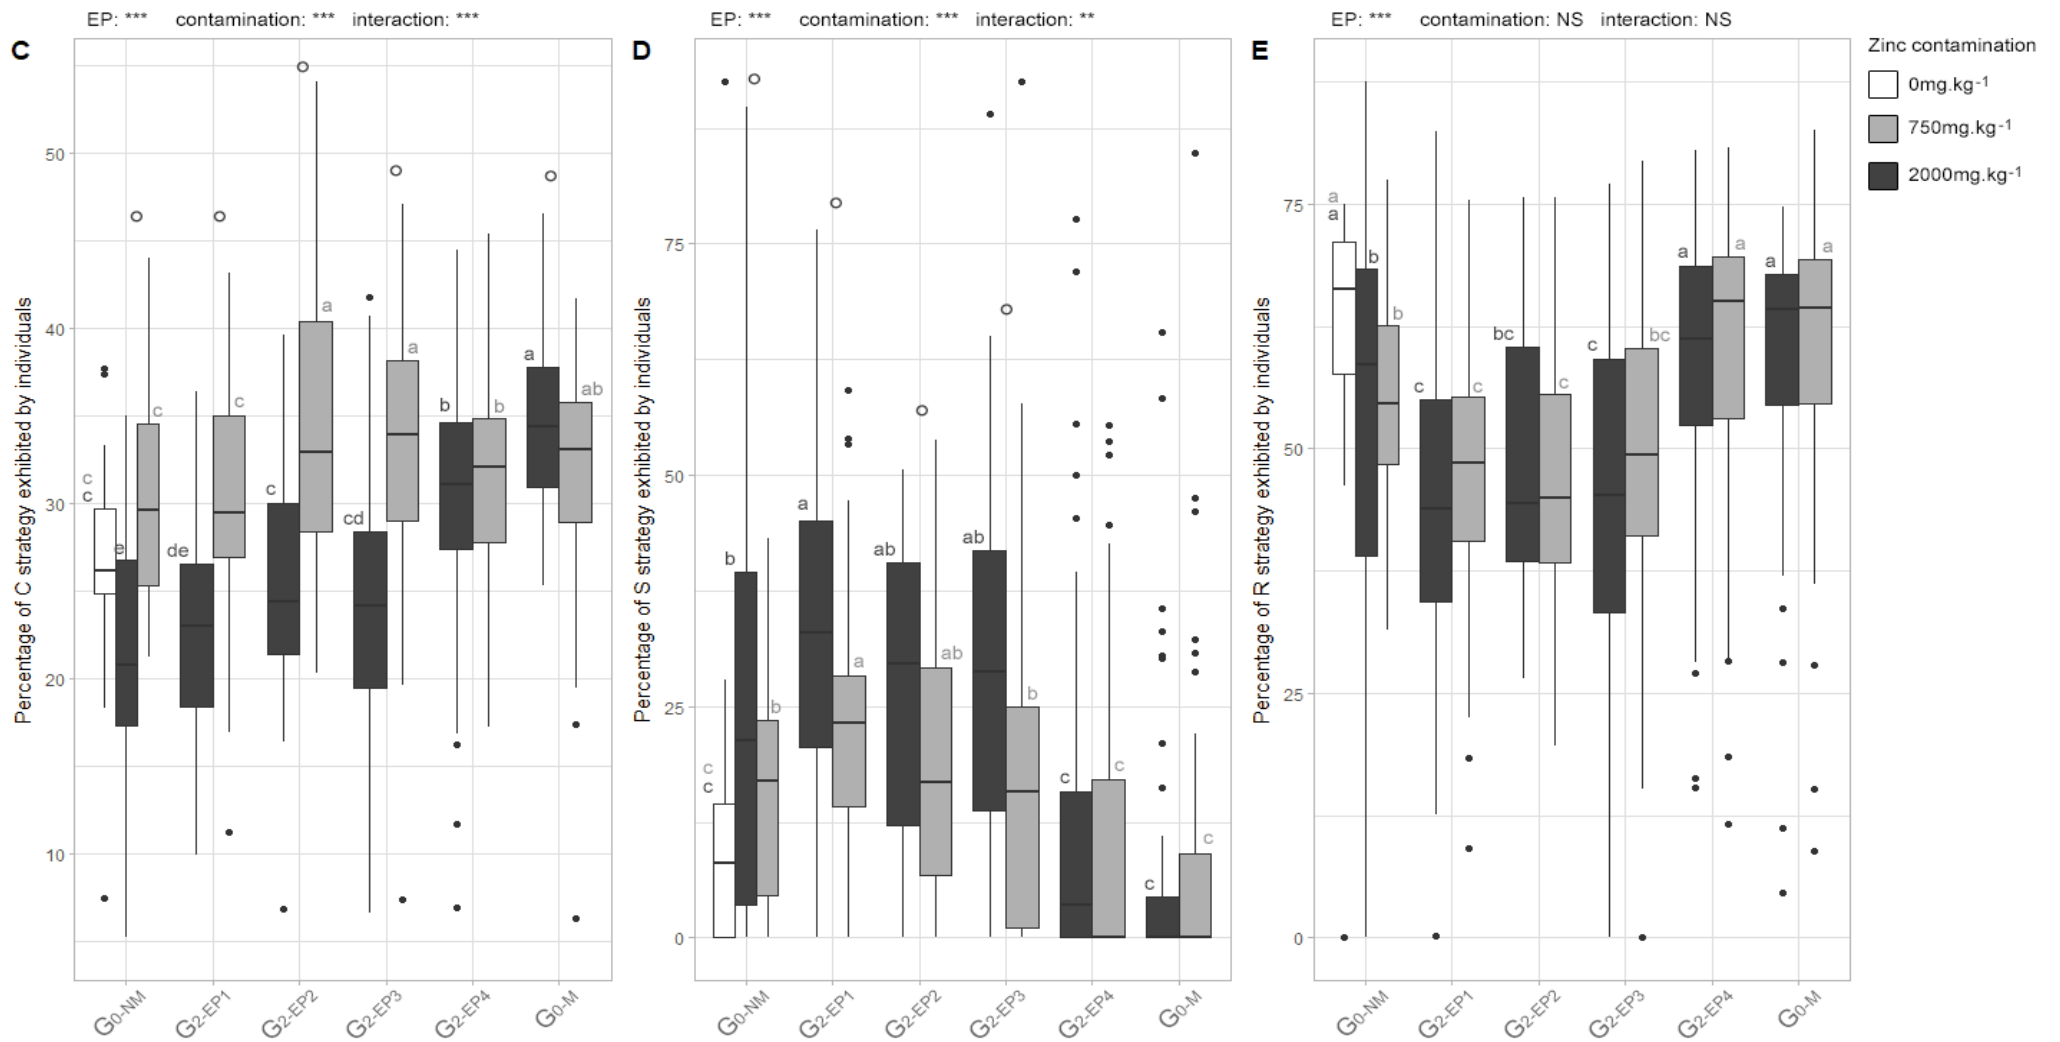 EP: *** contamination: *** interaction: ***
EP: *** contamination: *** interaction: **
EP: *** contamination: NS interaction: NS
C
D
E
Zinc contamination
0mg.kg-1
750mg.kg-1
2000mg.kg-1
Percentage of C strategy exhibited by individuals
50
40
30
20
10
c
c
e
c
de
c
c
a
cd
a
b
b
a
ab
G0-NM
G2-EP1
G2-EP2
G2-EP3
G2-EP4
G0-M
Percentage of S strategy exhibited by individuals
75
50
25
0
c
c
b
b
a
a
ab
ab
ab
b
c
c
c
c
G0-NM
G2-EP1
G2-EP2
G2-EP3
G2-EP4
G0-M
Percentage of R strategy exhibited by individuals
75
50
25
0
a
a
b
b
c
c
bc
c
c
bc
a
a
a
a
G0-NM
G2-EP1
G2-EP2
G2-EP3
G2-EP4
G0-M